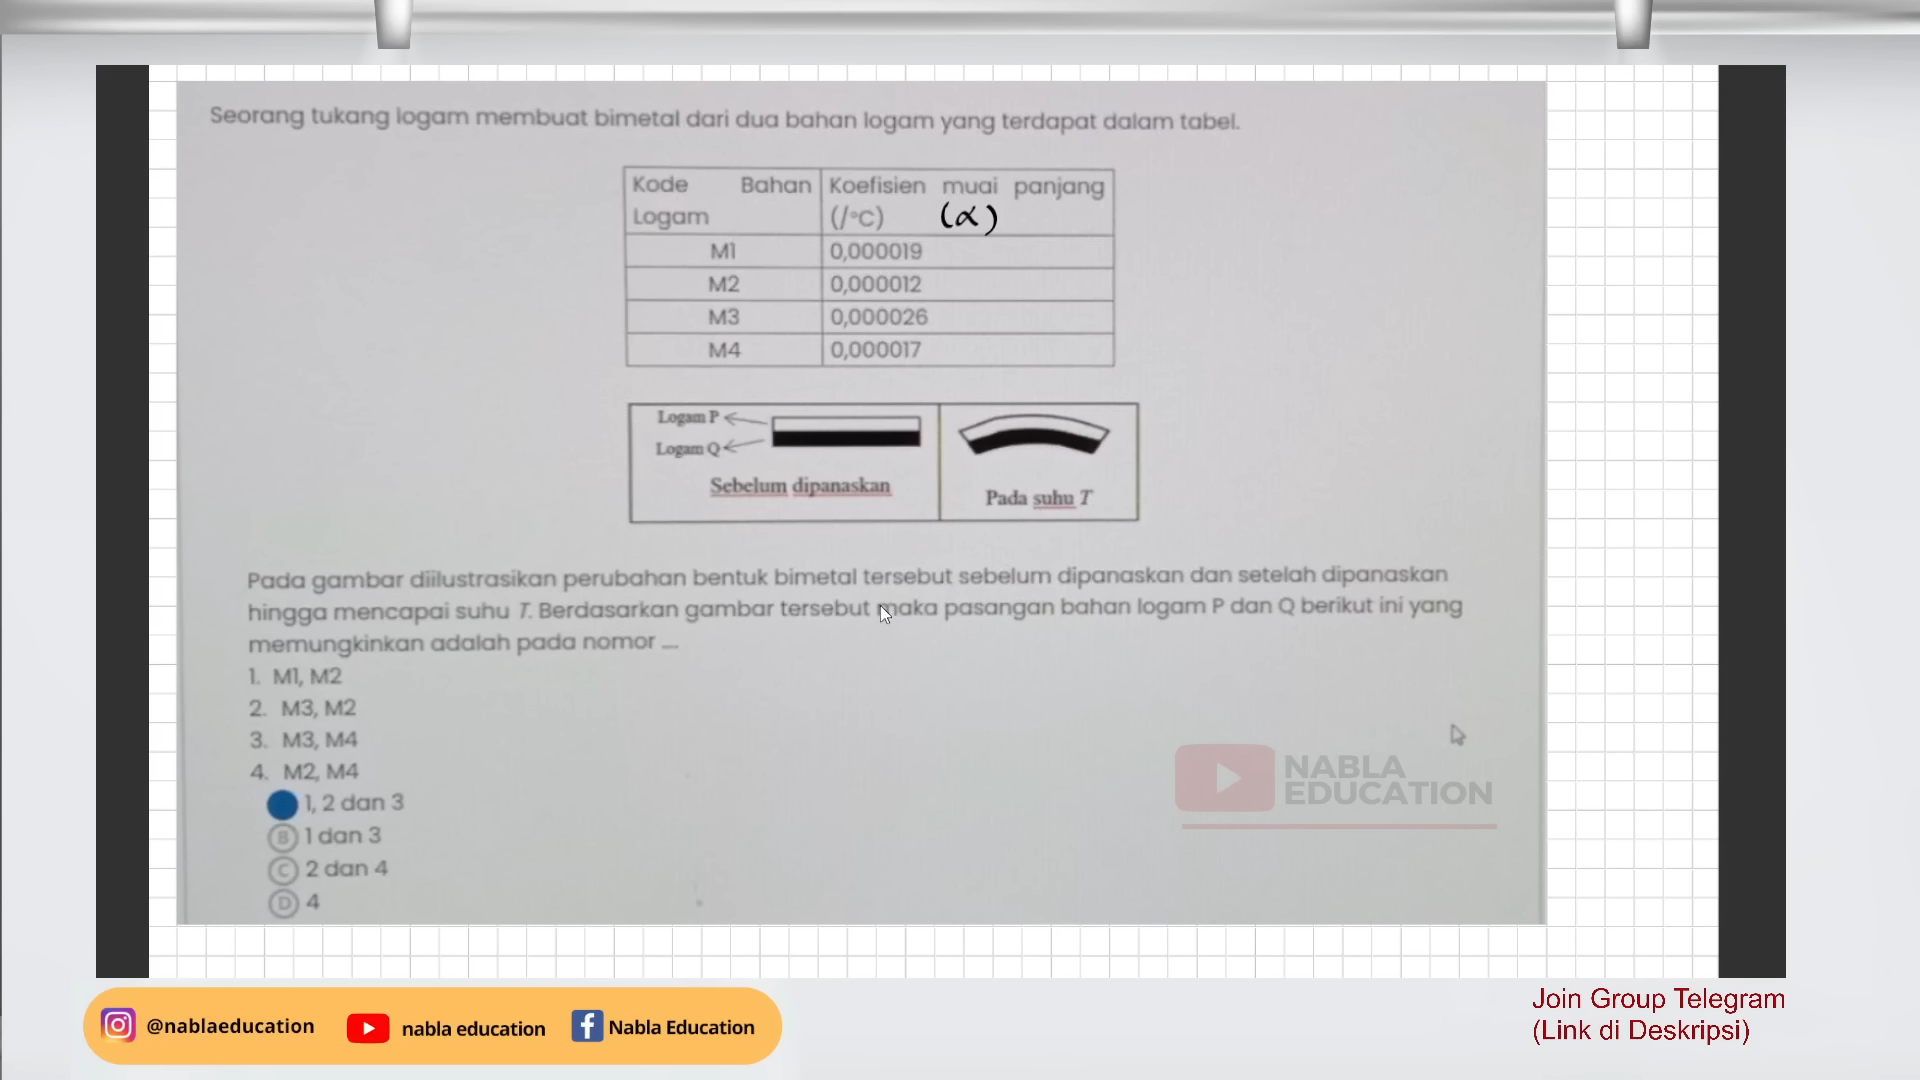 Seorang tukang logam membuat bimetal dari dua bahan logam yang terdapat dalam tabel.
Kode Bahan Logam
Koefisien muai panjang (/°C) (α)
M1 0,000019
M2 0,000012
M3 0,000026
M4 0,000017
Logam P
Logam Q
Sebelum dipanaskan
Pada suhu T
Pada gambar diilustrasikan perubahan bentuk bimetal tersebut sebelum dipanaskan dan setelah dipanaskan
hingga mencapai suhu T. Berdasarkan gambar tersebut maka pasangan bahan logam P dan Q berikut ini yang
memungkinkan adalah pada nomor ....
1. M1, M2
2. M3, M2
3. M3, M4
4. M2, M4
1, 2 dan 3
B 1 dan 3
C 2 dan 4
D 4
NABLA
EDUCATION
@nablaeducation
nabla education
Nabla Education
Join Group Telegram
(Link di Deskripsi)